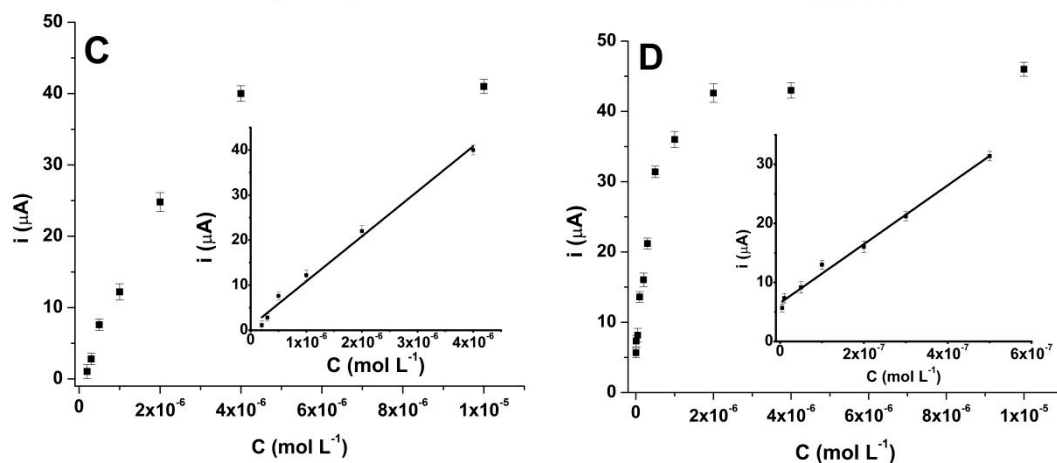 C
i (μA)
50
40
30
20
10
0
0
2x10⁻⁶
4x10⁻⁶
6x10⁻⁶
8x10⁻⁶
1x10⁻⁵
C (mol L⁻¹)
i (μA)
40
30
20
10
0
1x10⁻⁶
2x10⁻⁶
3x10⁻⁶
4x10⁻⁶
C (mol L⁻¹)
D
i (μA)
50
40
30
20
10
0
0
2x10⁻⁶
4x10⁻⁶
6x10⁻⁶
8x10⁻⁶
1x10⁻⁵
C (mol L⁻¹)
i (μA)
30
20
10
0
0
2x10⁻⁷
4x10⁻⁷
6x10⁻⁷
C (mol L⁻¹)